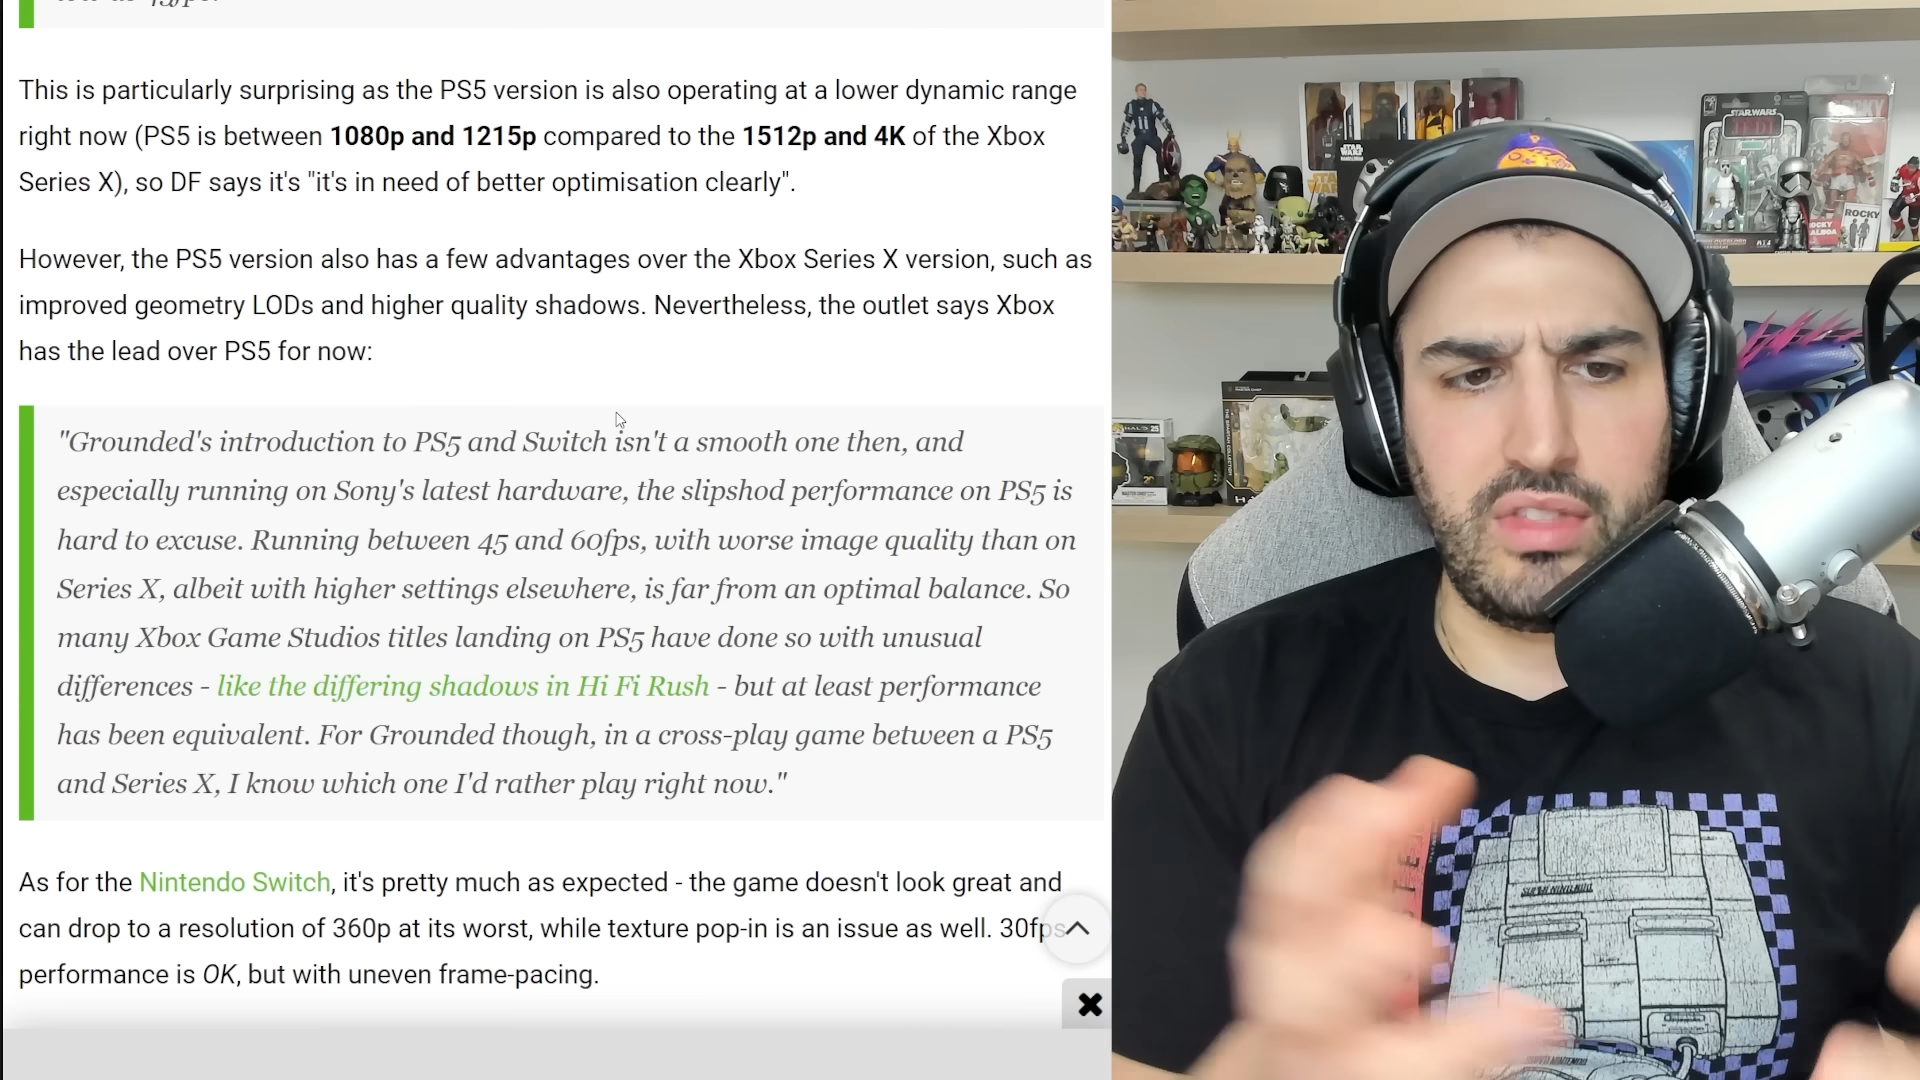 This is particularly surprising as the PS5 version is also operating at a lower dynamic range
right now (PS5 is between 1080p and 1215p compared to the 1512p and 4K of the Xbox
Series X), so DF says it's "it's in need of better optimisation clearly".
However, the PS5 version also has a few advantages over the Xbox Series X version, such as
improved geometry LODs and higher quality shadows. Nevertheless, the outlet says Xbox
has the lead over PS5 for now:
"Grounded's introduction to PS5 and Switch isn't a smooth one then, and
especially running on Sony's latest hardware, the slipshod performance on PS5 is
hard to excuse. Running between 45 and 60fps, with worse image quality than on
Series X, albeit with higher settings elsewhere, is far from an optimal balance. So
many Xbox Game Studios titles landing on PS5 have done so with unusual
differences - like the differing shadows in Hi Fi Rush - but at least performance
has been equivalent. For Grounded though, in a cross-play game between a PS5
and Series X, I know which one I'd rather play right now."
As for the Nintendo Switch, it's pretty much as expected - the game doesn't look great and
can drop to a resolution of 360p at its worst, while texture pop-in is an issue as well. 30fps
performance is OK, but with uneven frame-pacing.
STAR WARS
STAR WARS
JEDI
ROCKY
ROCKY
HALO 25
SUPER NINTENDO